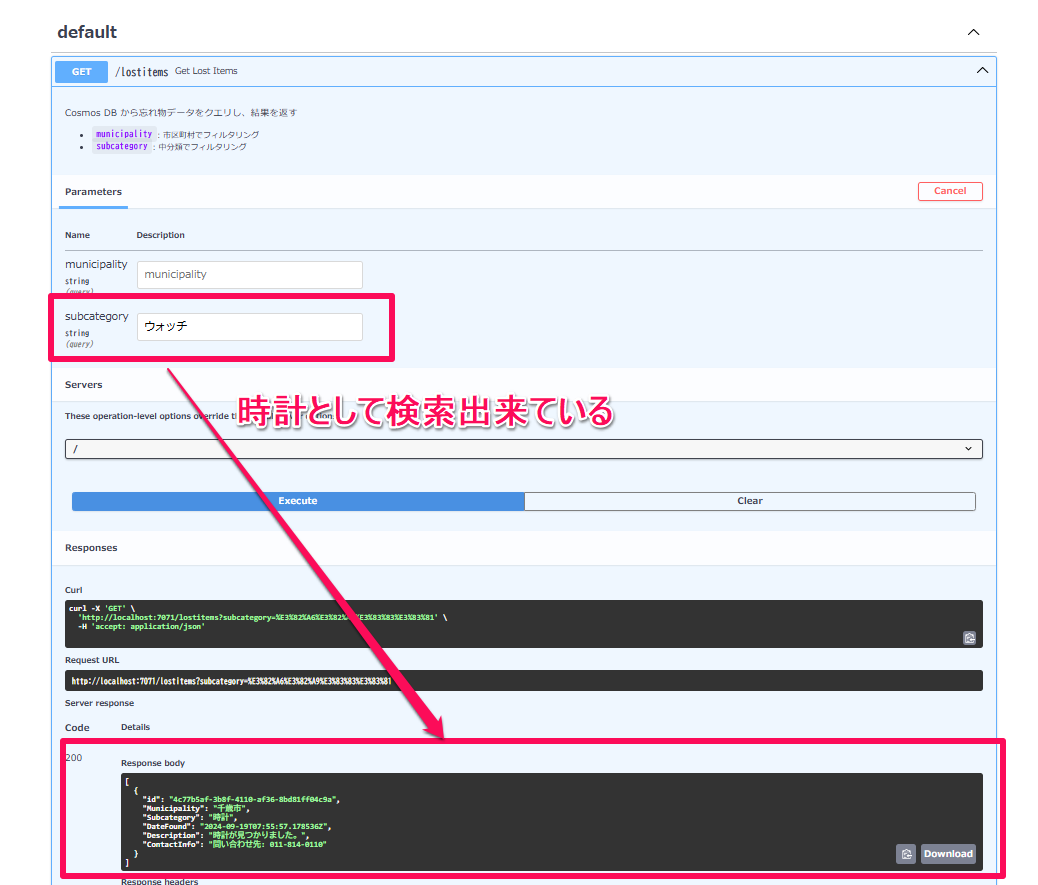 default
GET /lostitems Get Lost Items
Cosmos DB から忘れ物データをクエリし、結果を返す
municipality : 市区町村でフィルタリング
subcategory : 中分類でフィルタリング
Parameters
Cancel
Name Description
municipality
string
(query)
municipality
subcategory
string
(query)
ウォッチ
Servers
時計として検索出来ている
These operation-level options override
/
Execute Clear
Responses
Curl
curl -X 'GET' \
'http://localhost:7071/lostitems?subcategory=%E3%82%A6%E3%82%
%E3%83%83%E3%83%81' \
-H 'accept: application/json'
Request URL
http://localhost:7071/lostitems?subcategory=%E3%82%A6%E3%82%A9%E3%83%83%E3%83%81
Server response
Code Details
200
Response body
[
{
"id": "4c77b5af-3b8f-4110-af36-8bd81ff04c9a",
"Municipality": "千歳市",
"Subcategory": "時計",
"DateFound": "2024-09-19T07:55:57.178536Z",
"Description": "時計が見つかりました。",
"ContactInfo": "問い合わせ先: 011-814-0110"
}
]
Download
Response headers